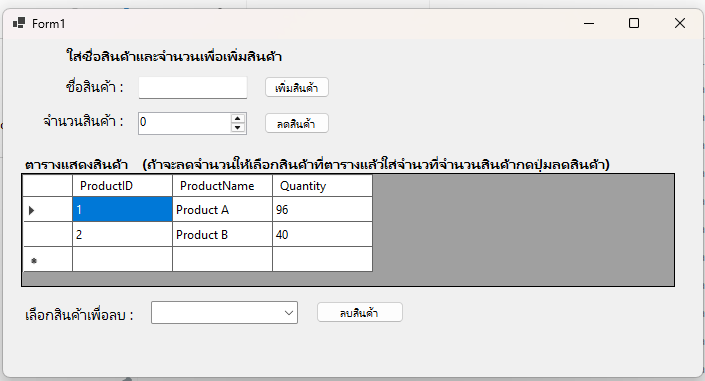 Form1
ใส่ชื่อสินค้าและจำนวนเพื่อเพิ่มสินค้า
ชื่อสินค้า : เพิ่มสินค้า
จำนวนสินค้า : 0 ลดสินค้า
ตารางแสดงสินค้า (ถ้าจะลดจำนวนให้เลือกสินค้าที่ตารางแล้วใส่จำนวที่จำนวนสินค้ากดปุ่มลดสินค้า)
ProductID ProductName Quantity
1 Product A 96
2 Product B 40
เลือกสินค้าเพื่อลบ : ลบสินค้า